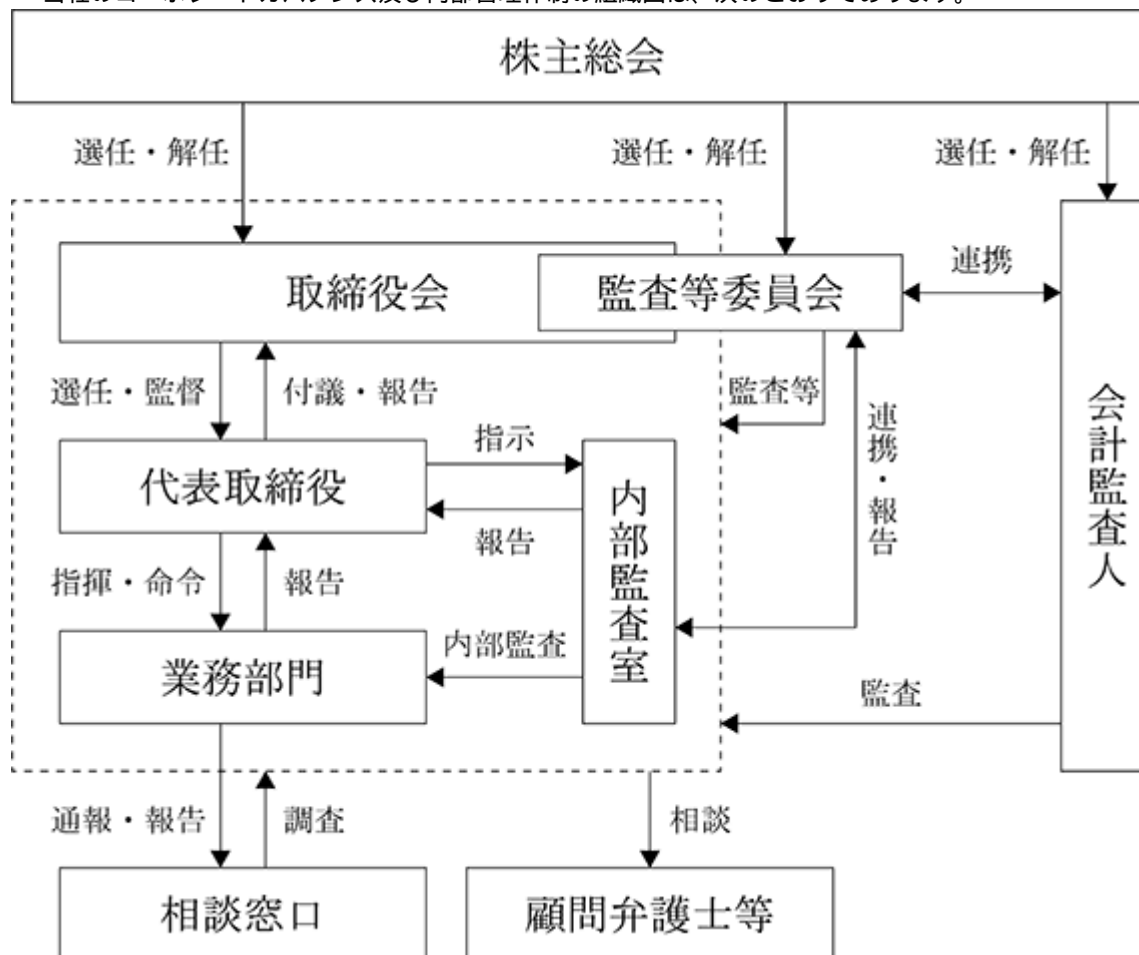 株主総会
選任・解任
選任・解任
選任・解任
取締役会
監査等委員会
連携
会計監査人
選任・監督
付議・報告
監査等
連携・報告
代表取締役
指示
報告
内部監査室
指揮・命令
報告
業務部門
内部監査
監査
通報・報告
調査
相談
相談窓口
顧問弁護士等